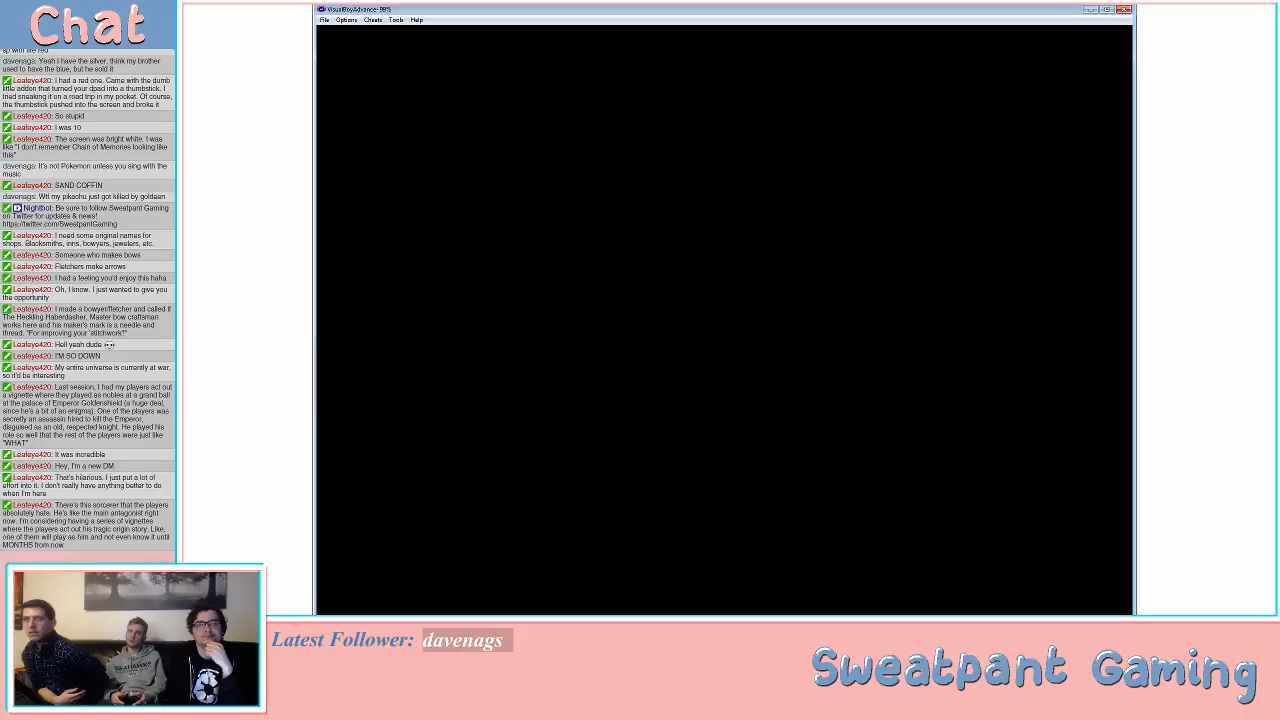 Chat
VisualBoyAdvance- 99%
File Options Cheats Tools Help
sp with fire red
davenags: Yeah I have the silver, think my brother
used to have the blue, but he sold it
Leafeye420: I had a red one. Came with the dumb
little addon that turned your dpad into a thumbstick. I
tried sneaking it on a road trip in my pocket. Of course,
the thumbstick pushed into the screen and broke it
Leafeye420: So stupid
Leafeye420: I was 10
Leafeye420: The screen was bright white. I was
like "I don't remember Chain of Memories looking like
this"
davenags: It's not Pokemon unless you sing with the
music
Leafeye420: SAND COFFIN
davenags: Wtf my pikachu just got killed by goldeen
Nightbot: Be sure to follow Sweatpant Gaming
on Twitter for updates & news!
https://twitter.com/SweatpantGaming
Leafeye420: I need some original names for
shops. Blacksmiths, inns, bowyers, jewelers, etc.
Leafeye420: Someone who makes bows
Leafeye420: Fletchers make arrows
Leafeye420: I had a feeling you'd enjoy this haha
Leafeye420: Oh, I know. I just wanted to give you
the opportunity
Leafeye420: I made a bowyer/fletcher and called it
The Heckling Haberdasher. Master bow craftsman
works here and his maker's mark is a needle and
thread. "For improving your 'stitchwork'"
Leafeye420: Hell yeah dude
Leafeye420: I'M SO DOWN
Leafeye420: My entire universe is currently at war,
so it'd be interesting
Leafeye420: Last session, I had my players act out
a vignette where they played as nobles at a grand ball
at the palace of Emperor Goldenshield (a huge deal,
since he's a bit of an enigma). One of the players was
secretly an assassin hired to kill the Emperor,
disguised as an old, respected knight. He played his
role so well that the rest of the players were just like
"WHAT"
Leafeye420: It was incredible
Leafeye420: Hey, I'm a new DM
Leafeye420: That's hilarious. I just put a lot of
effort into it. I don't really have anything better to do
when I'm here
Leafeye420: There's this sorcerer that the players
absolutely hate. He's like the main antagonist right
now. I'm considering having a series of vignettes
where the players act out his tragic origin story. Like,
one of them will play as him and not even know it until
MONTHS from now
Latest Follower: davenags
Sweatpant Gaming